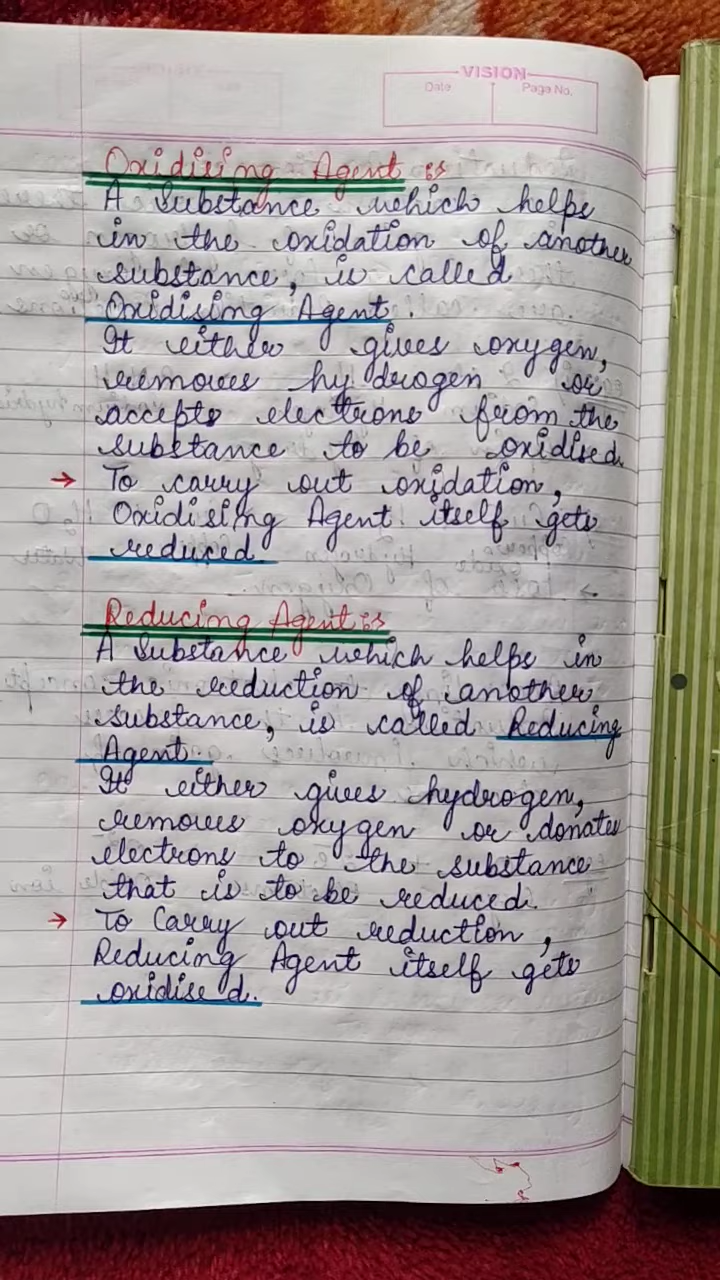 VISION
Date
Page No.
Oxidising Agent :-
A Substance which helps
in the oxidation of another
substance, is called
Oxidising Agent.
It either gives oxygen,
removes hydrogen or
accepts electrons from the
substance to be oxidised.
→ To carry out oxidation,
Oxidising Agent itself gets
reduced.
Reducing Agent :-
A Substance which helps in
the reduction of another
substance, is called Reducing
Agent.
It either gives hydrogen,
removes oxygen or donates
electrons to the substance
that is to be reduced.
→ To Carry out reduction,
Reducing Agent itself gets
oxidised.